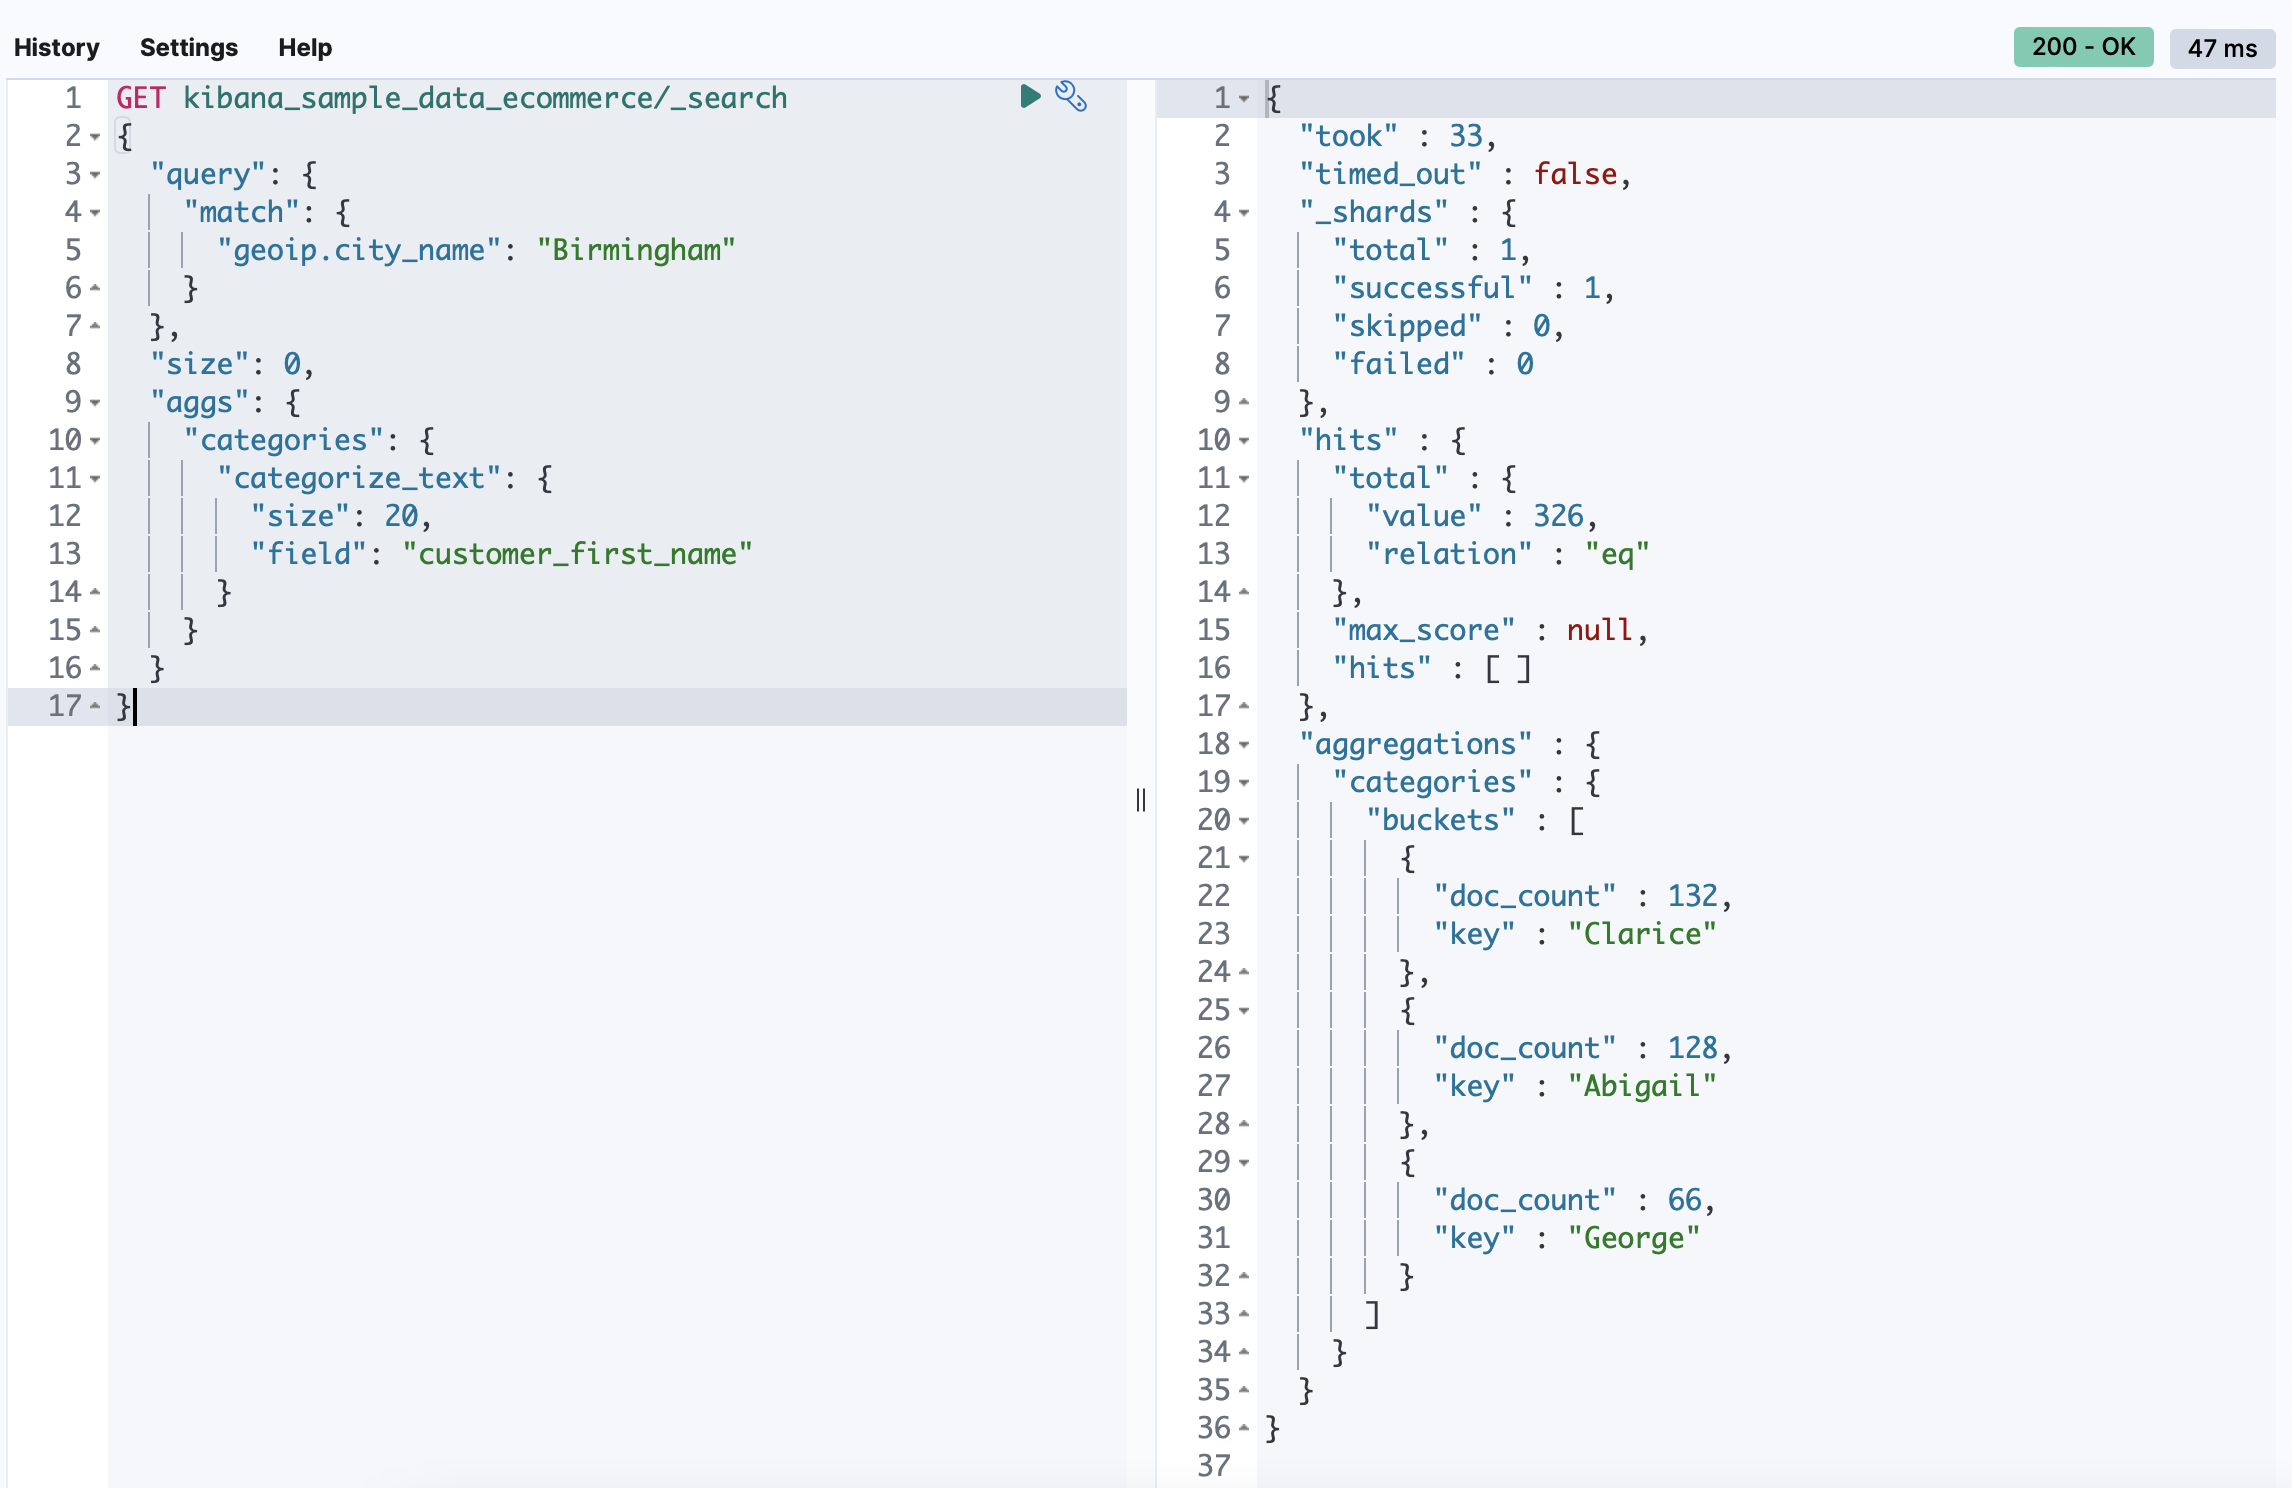 History Settings Help
200 - OK 47 ms
1 GET kibana_sample_data_ecommerce/_search
2 {
3   "query": {
4     "match": {
5       "geoip.city_name": "Birmingham"
6     }
7   },
8   "size": 0,
9   "aggs": {
10     "categories": {
11       "categorize_text": {
12         "size": 20,
13         "field": "customer_first_name"
14       }
15     }
16   }
17 }
1 {
2   "took" : 33,
3   "timed_out" : false,
4   "_shards" : {
5     "total" : 1,
6     "successful" : 1,
7     "skipped" : 0,
8     "failed" : 0
9   },
10   "hits" : {
11     "total" : {
12       "value" : 326,
13       "relation" : "eq"
14     },
15     "max_score" : null,
16     "hits" : [ ]
17   },
18   "aggregations" : {
19     "categories" : {
20       "buckets" : [
21         {
22           "doc_count" : 132,
23           "key" : "Clarice"
24         },
25         {
26           "doc_count" : 128,
27           "key" : "Abigail"
28         },
29         {
30           "doc_count" : 66,
31           "key" : "George"
32         }
33       ]
34     }
35   }
36 }
37